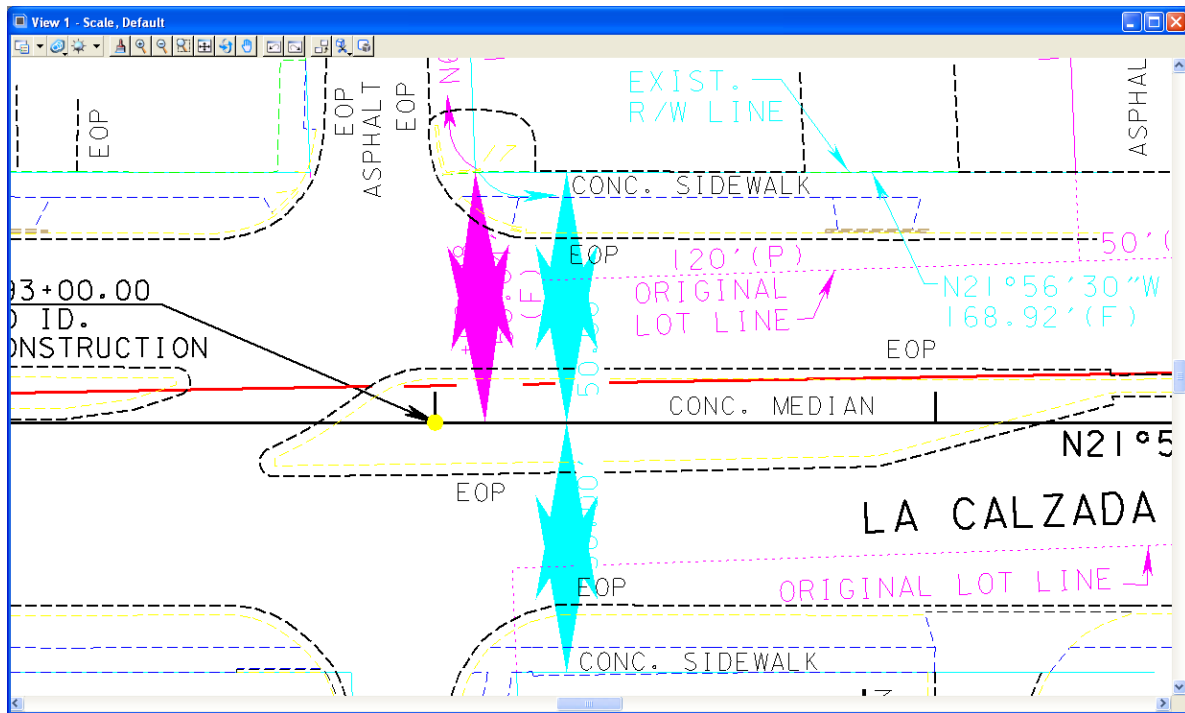 View 1 - Scale, Default
EOP
EOP
ASPHALT
EOP
EXIST.
R/W LINE
CONC. SIDEWALK
EOP
120'(P)
50'(
ORIGINAL
LOT LINE
N21°56'30"W
168.92'(F)
93+00.00
ID.
ONSTRUCTION
EOP
CONC. MEDIAN
N21°5
EOP
LA CALZADA
EOP
ORIGINAL LOT LINE
CONC. SIDEWALK